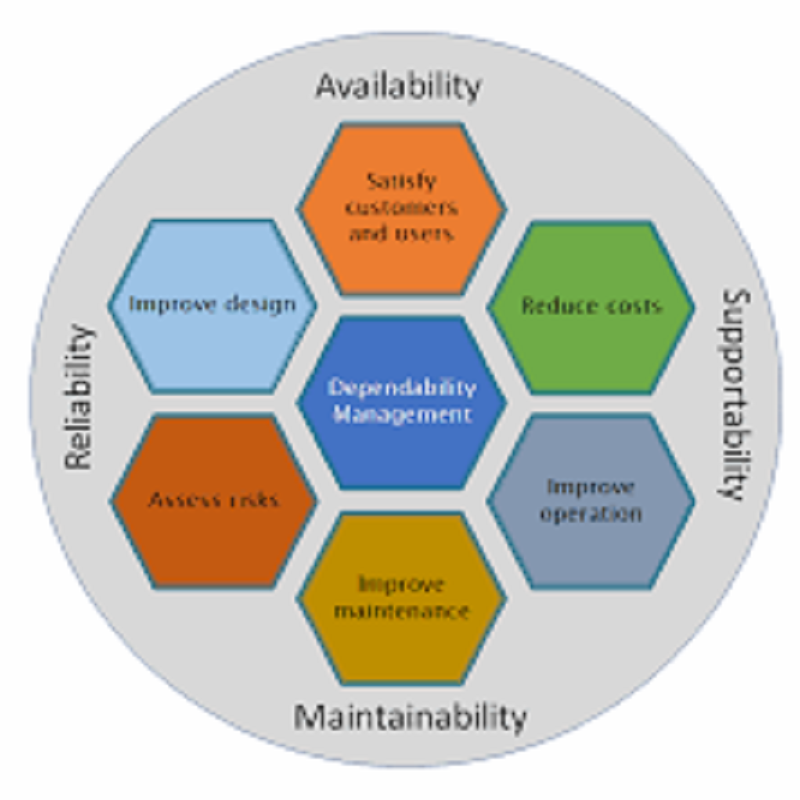 Availability
Satisfy
customers
and users
Improve design
Reduce costs
Reliability
Dependability
Management
Supportability
Assess risks
Improve
operation
Improve
maintenance
Maintainability